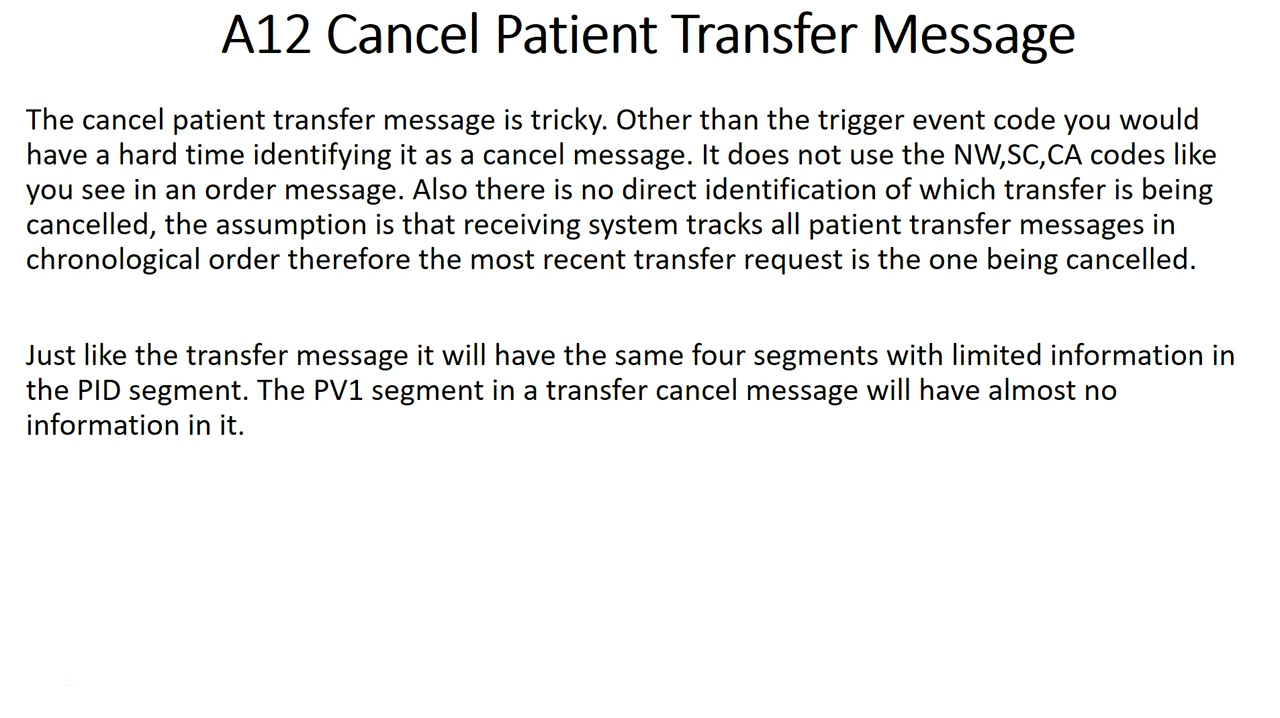 A12 Cancel Patient Transfer Message
The cancel patient transfer message is tricky. Other than the trigger event code you would
have a hard time identifying it as a cancel message. It does not use the NW,SC,CA codes like
you see in an order message. Also there is no direct identification of which transfer is being
cancelled, the assumption is that receiving system tracks all patient transfer messages in
chronological order therefore the most recent transfer request is the one being cancelled.
Just like the transfer message it will have the same four segments with limited information in
the PID segment. The PV1 segment in a transfer cancel message will have almost no
information in it.